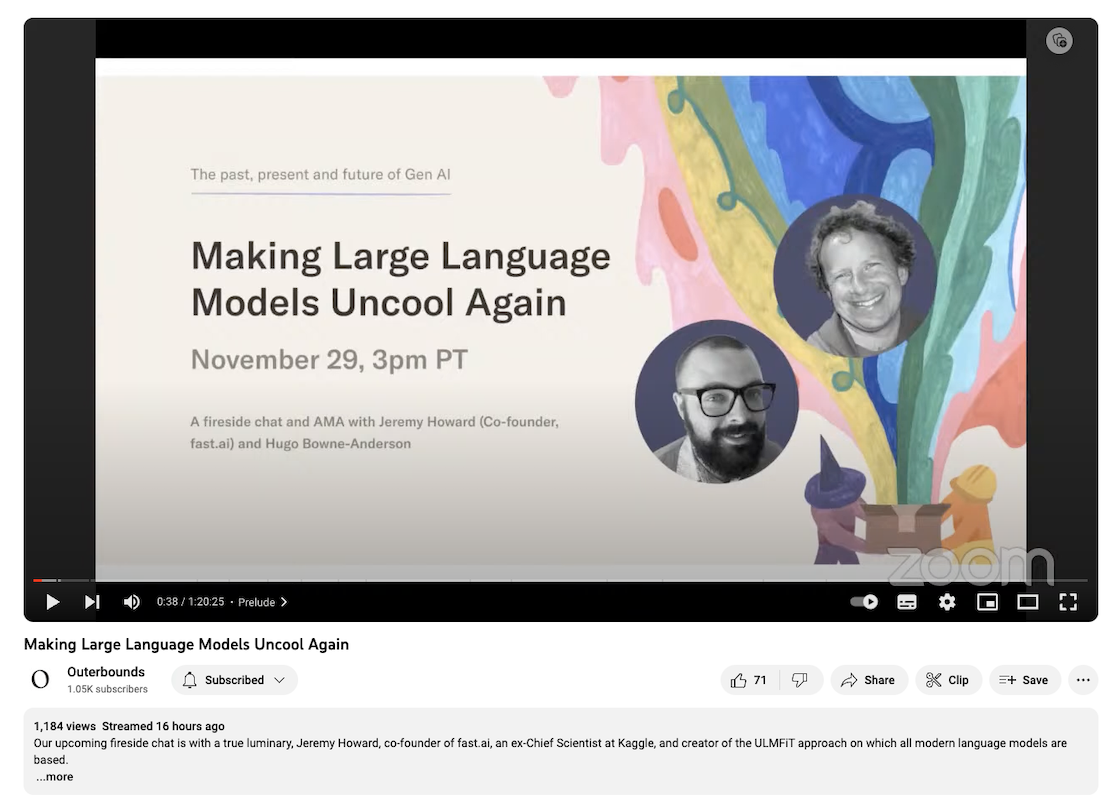 The past, present and future of Gen AI
Making Large Language
Models Uncool Again
November 29, 3pm PT
A fireside chat and AMA with Jeremy Howard (Co-founder,
fast.ai) and Hugo Bowne-Anderson
zoom
0:38 / 1:20:25 • Prelude >
Making Large Language Models Uncool Again
Outerbounds
1.05K subscribers
Subscribed
71
Share
Clip
Save
1,184 views Streamed 16 hours ago
Our upcoming fireside chat is with a true luminary, Jeremy Howard, co-founder of fast.ai, an ex-Chief Scientist at Kaggle, and creator of the ULMFiT approach on which all modern language models are
based.
...more